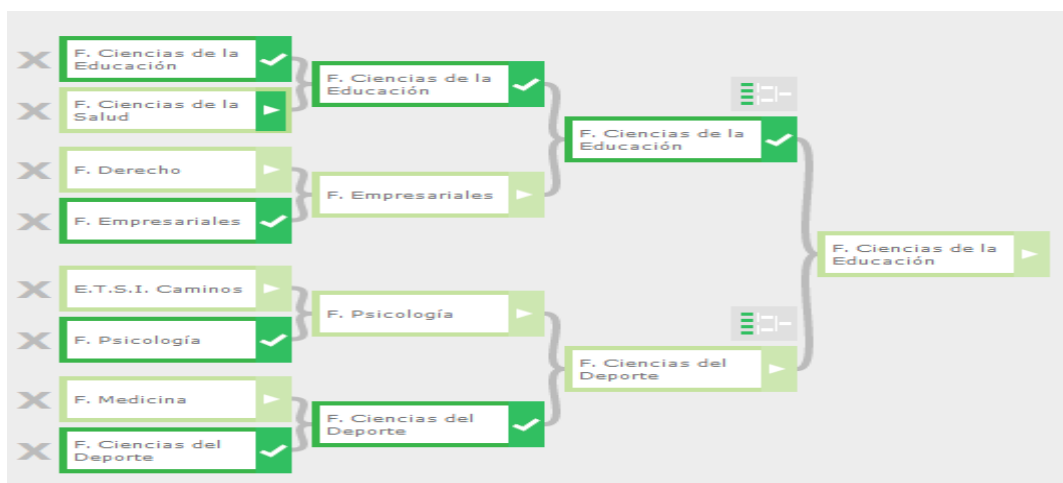 F. Ciencias de la
Educación
F. Ciencias de la
Salud
F. Derecho
F. Empresariales
E.T.S.I. Caminos
F. Psicología
F. Medicina
F. Ciencias del
Deporte
F. Ciencias de la
Educación
F. Empresariales
F. Psicología
F. Ciencias del
Deporte
F. Ciencias de la
Educación
F. Ciencias del
Deporte
F. Ciencias de la
Educación